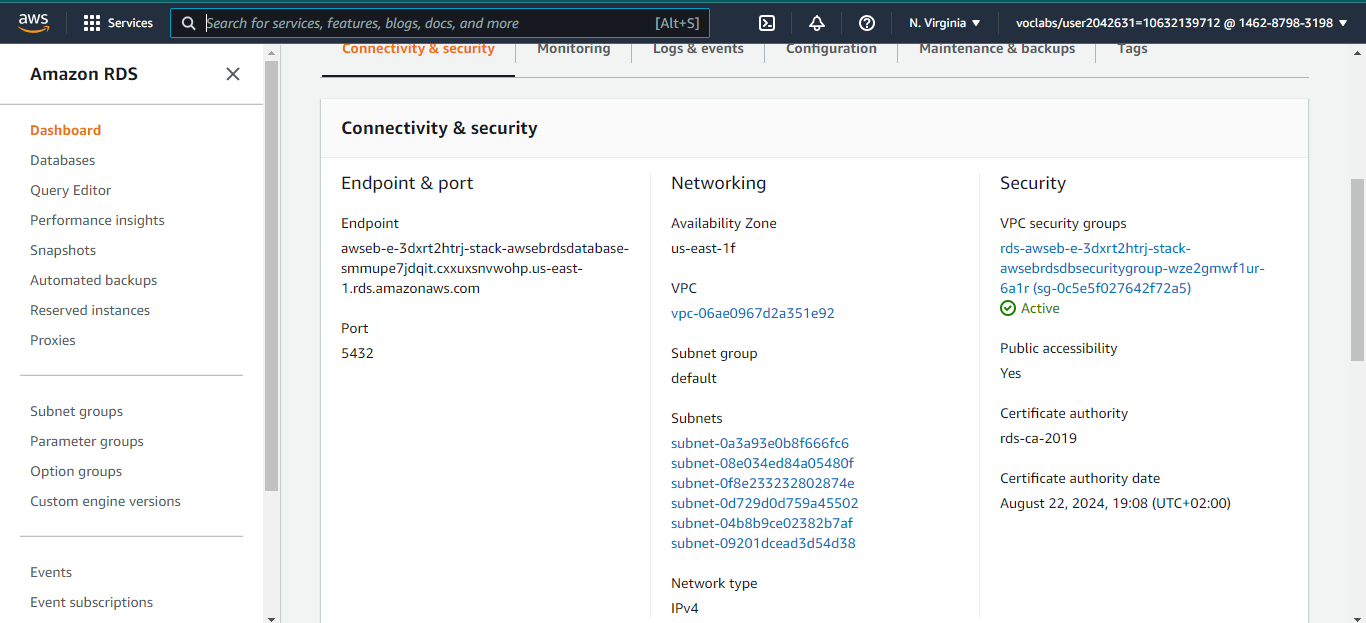 aws
Services
Search for services, features, blogs, docs, and more
[Alt+S]
N. Virginia
voclabs/user2042631=10632139712 @ 1462-8798-3198
Amazon RDS
Dashboard
Databases
Query Editor
Performance insights
Snapshots
Automated backups
Reserved instances
Proxies
Subnet groups
Parameter groups
Option groups
Custom engine versions
Events
Event subscriptions
Connectivity & security
Monitoring
Logs & events
Configuration
Maintenance & backups
Tags
Connectivity & security
Endpoint & port
Endpoint
awseb-e-3dxrt2htrj-stack-awsebrdsdatabase-
smmupe7jdqit.cxxuxsnvwohp.us-east-
1.rds.amazonaws.com
Port
5432
Networking
Availability Zone
us-east-1f
VPC
vpc-06ae0967d2a351e92
Subnet group
default
Subnets
subnet-0a3a93e0b8f666fc6
subnet-08e034ed84a05480f
subnet-0f8e233232802874e
subnet-0d729d0d759a45502
subnet-04b8b9ce02382b7af
subnet-09201dcead3d54d38
Network type
IPv4
Security
VPC security groups
rds-awseb-e-3dxrt2htrj-stack-
awsebrdsdbsecuritygroup-wze2gmwf1ur-
6a1r (sg-0c5e5f027642f72a5)
Active
Public accessibility
Yes
Certificate authority
rds-ca-2019
Certificate authority date
August 22, 2024, 19:08 (UTC+02:00)